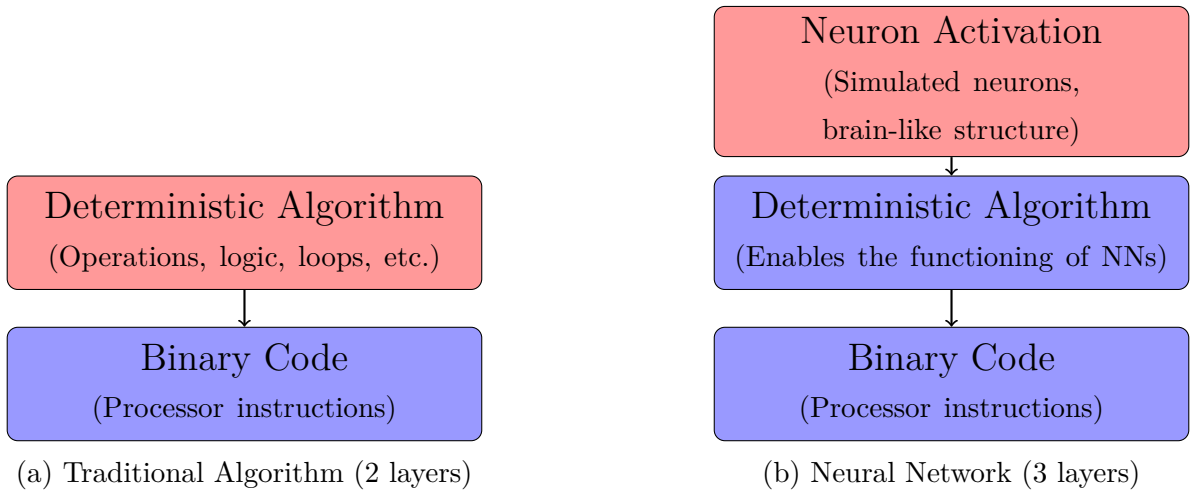 Deterministic Algorithm
(Operations, logic, loops, etc.)
Binary Code
(Processor instructions)
(a) Traditional Algorithm (2 layers)
Neuron Activation
(Simulated neurons,
brain-like structure)
Deterministic Algorithm
(Enables the functioning of NNs)
Binary Code
(Processor instructions)
(b) Neural Network (3 layers)